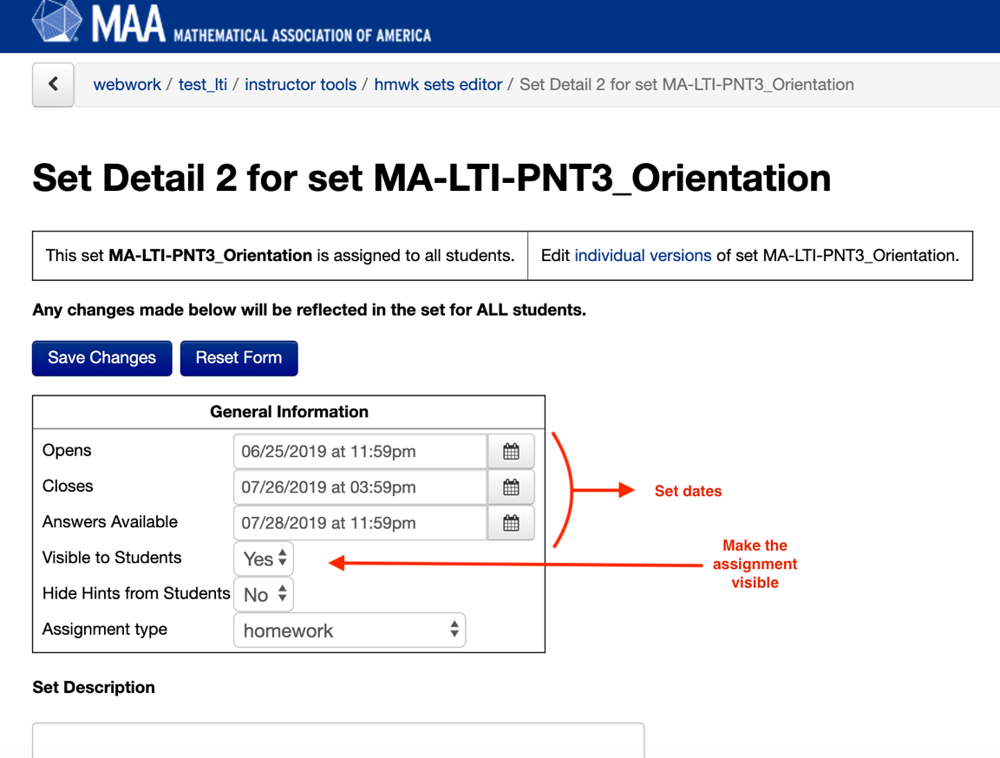 MAA MATHEMATICAL ASSOCIATION OF AMERICA
webwork / test_lti / instructor tools / hmwk sets editor / Set Detail 2 for set MA-LTI-PNT3_Orientation
Set Detail 2 for set MA-LTI-PNT3_Orientation
This set MA-LTI-PNT3_Orientation is assigned to all students. Edit individual versions of set MA-LTI-PNT3_Orientation.
Any changes made below will be reflected in the set for ALL students.
Save Changes Reset Form
General Information
Opens 06/25/2019 at 11:59pm
Closes 07/26/2019 at 03:59pm
Set dates
Answers Available 07/28/2019 at 11:59pm
Visible to Students Yes
Make the
assignment
visible
Hide Hints from Students No
Assignment type homework
Set Description